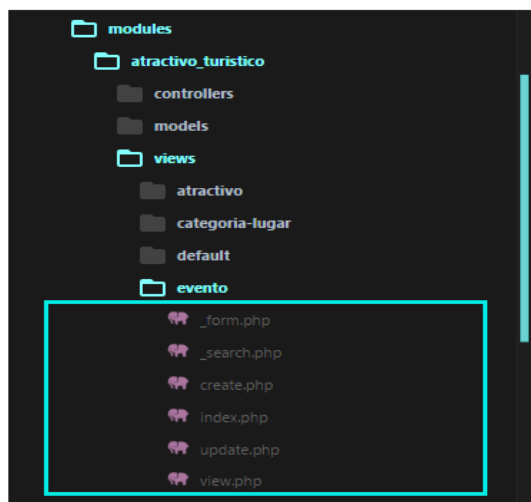 modules
atractivo_turistico
controllers
models
views
atractivo
categoria-lugar
default
evento
_form.php
_search.php
create.php
index.php
update.php
view.php